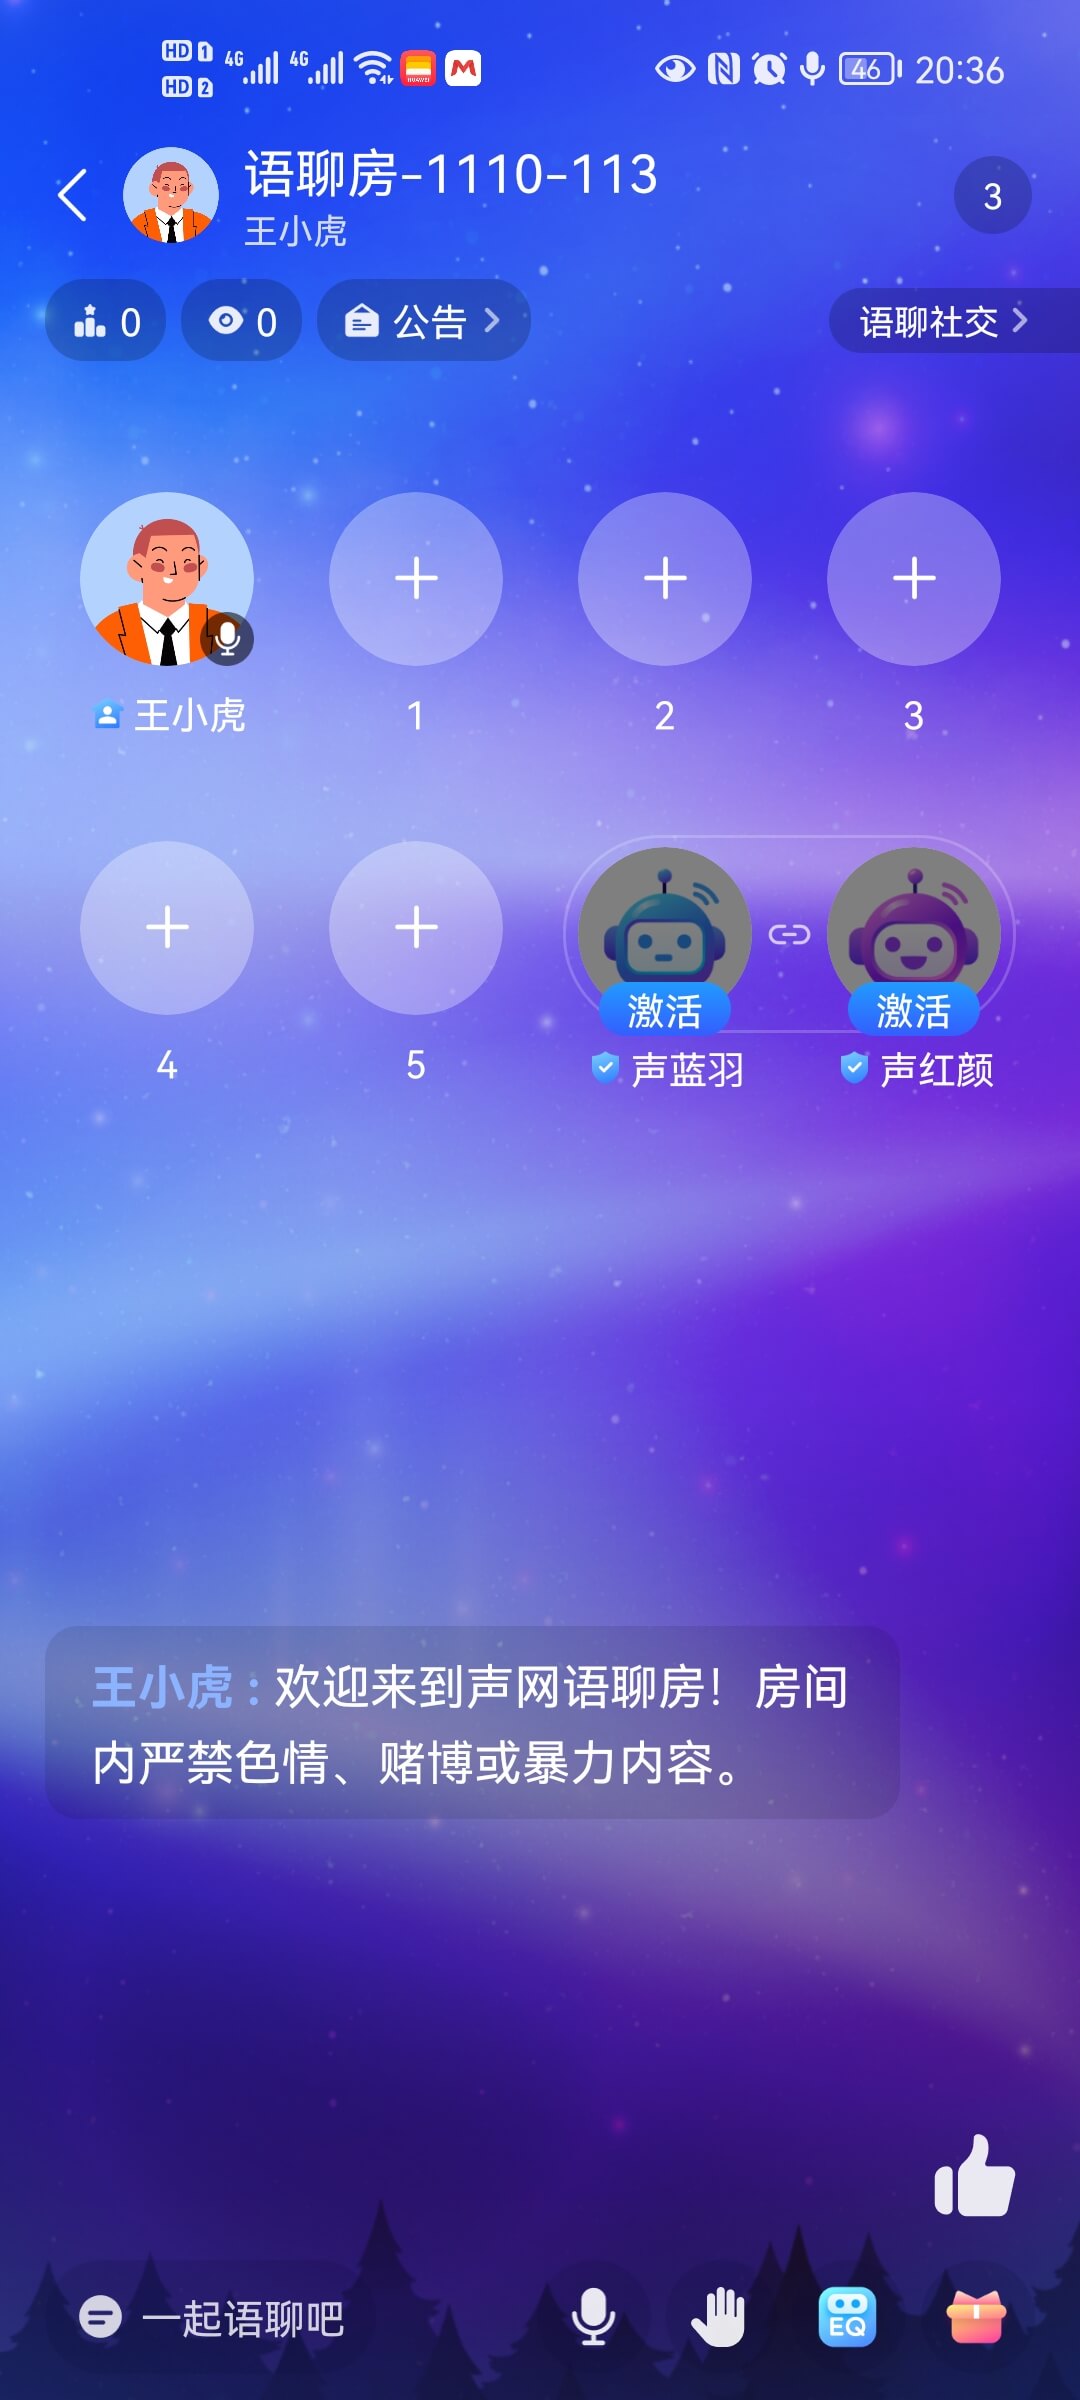 HD 1 4G 4G 46 20:36
HD 2
HUAWEI
语聊房-1110-113
王小虎
3
0 0 公告 语聊社交
王小虎 1 2 3
激活 激活
4 5 声蓝羽 声红颜
王小虎 : 欢迎来到声网语聊房！房间
内严禁色情、赌博或暴力内容。
一起语聊吧 EQ